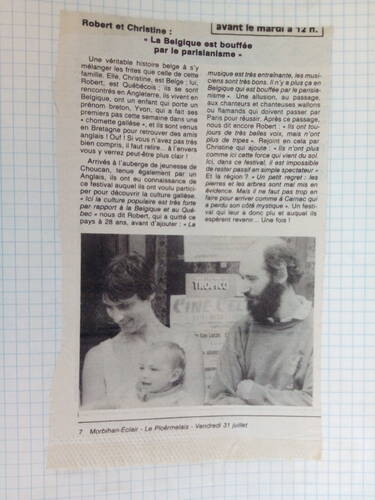 Robert et Christine :
avant le mardi à 12 h.
« La Belgique est bouffée
par le parisianisme »
Une véritable histoire belge à s'y
mélanger les frites que celle de cette
famille. Elle, Christine, est Belge : lui,
Robert, est Québécois ; ils se sont
rencontrés en Angleterre, ils vivent en
Belgique, ont un enfant qui porte un
prénom breton, Yvon, qui a fait ses
premiers pas cette semaine dans une
« chomette gallèse », et ils sont venus
en Bretagne pour retrouver des amis
anglais ! Ouf ! Si vous n'avez pas très
bien compris, il faut retire... à l'envers
vous y verrez peut-être plus clair !
Arrivés à l'auberge de jeunesse de
Choucan, tenue également par un
Anglais, ils ont eu connaissance de
ce festival auquel ils ont voulu partici-
per pour découvrir la culture gallèse.
« Ici la culture populaire est très forte
par rapport à la Belgique et au Qué-
bec » nous dit Robert, qui a quitté ce
pays à 28 ans, avant d'ajouter : « La
musique est très entraînante, les musi-
ciens sont très bons. Il n'y a plus ça en
Belgique qui est bouffée par le parisia-
nisme ». Une allusion, au passage,
aux chanteurs et chanteuses wallons
ou flamands qui doivent passer par
Paris pour réussir. Après ce passage,
nous dit encore Robert : « Ils ont tou-
jours de très belles voix, mais n'ont
plus de tripes ». Rejoint en cela par
Christine qui ajoute : « Ils n'ont plus
comme ici cette force qui vient du sol !
Ici, dans ce festival, il est impossible
de rester passif en simple spectateur »
Et la région ? « Un petit regret : les
pierres et les arbres sont mal mis en
évidence. Mais il ne faut pas trop en
faire pour arriver comme à Carnac qui
a perdu son côté mystique ». Un festi-
val qui leur a donc plu et auquel ils
espèrent revenir... Une fois !
TROPICO
CINÉ
7 Morbihan-Éclair - Le Ploërmelais - Vendredi 31 juillet